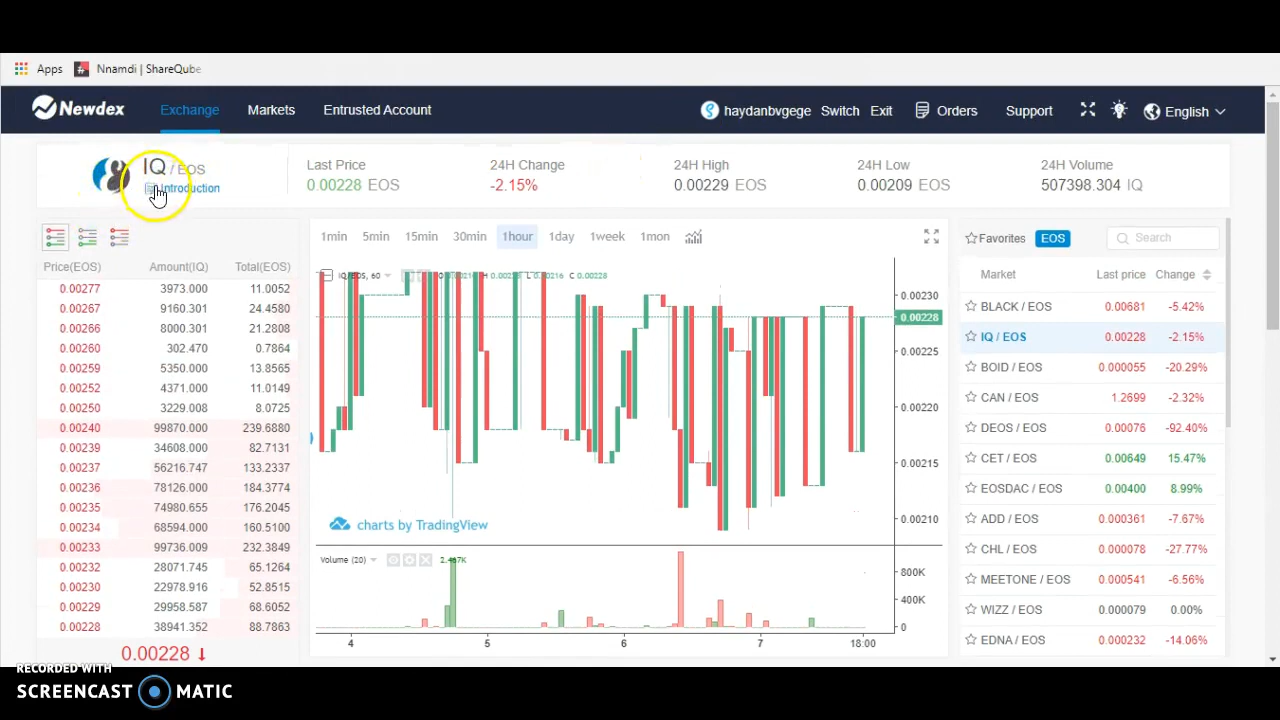 Apps Nnamdi | ShareQube
Newdex Exchange Markets Entrusted Account haydanbvgege Switch Exit Orders Support English
IQ / EOS
Introduction
Last Price 24H Change 24H High 24H Low 24H Volume
0.00228 EOS -2.15% 0.00229 EOS 0.00209 EOS 507398.304 IQ
Price(EOS) Amount(IQ) Total(EOS)
0.00277 3973.000 11.0052
0.00267 9160.301 24.4580
0.00266 8000.301 21.2808
0.00260 302.470 0.7864
0.00259 5350.000 13.8565
0.00252 4371.000 11.0149
0.00250 3229.008 8.0725
0.00240 99870.000 239.6880
0.00239 34608.000 82.7131
0.00237 56216.747 133.2337
0.00236 78126.000 184.3774
0.00235 74980.655 176.2045
0.00234 68594.000 160.5100
0.00233 99736.009 232.3849
0.00232 28071.745 65.1264
0.00230 22978.916 52.8515
0.00229 29958.587 68.6052
0.00228 38941.352 88.7863
0.00228 ↓
1min 5min 15min 30min 1hour 1day 1week 1mon
IQ/EOS, 60 0.00216 L 0.00216 C 0.00228
0.00230
0.00228
0.00225
0.00220
0.00215
0.00210
charts by TradingView
Volume (20)
800K
400K
0
4 5 6 7 18:00
Favorites EOS Search
Market Last price Change
BLACK / EOS 0.00681 -5.42%
IQ / EOS 0.00228 -2.15%
BOID / EOS 0.000055 -20.29%
CAN / EOS 1.2699 -2.32%
DEOS / EOS 0.00076 -92.40%
CET / EOS 0.00649 15.47%
EOSDAC / EOS 0.00400 8.99%
ADD / EOS 0.000361 -7.67%
CHL / EOS 0.000078 -27.77%
MEETONE / EOS 0.000541 -6.56%
WIZZ / EOS 0.000079 0.00%
EDNA / EOS 0.000232 -14.06%
RECORDED WITH
SCREENCAST MATIC